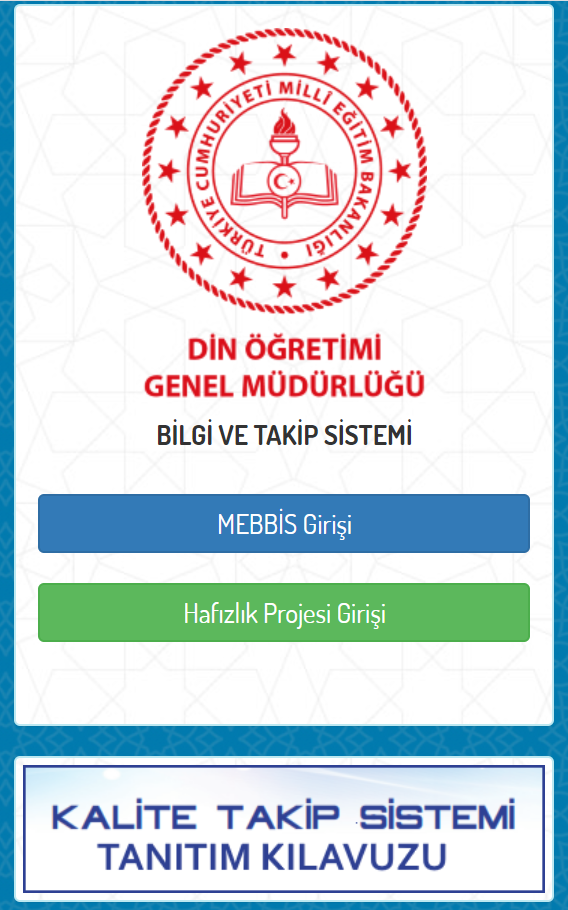 TÜRKİYE CUMHURİYETİ MİLLÎ EĞİTİM BAKANLIĞI
DİN ÖĞRETİMİ
GENEL MÜDÜRLÜĞÜ
BİLGİ VE TAKİP SİSTEMİ
MEBBİS Girişi
Hafızlık Projesi Girişi
KALİTE TAKİP SİSTEMİ
TANITIM KILAVUZU